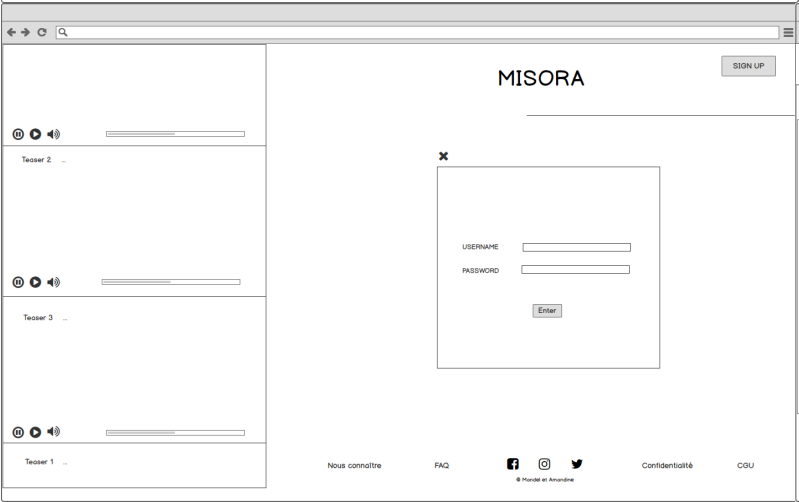 SIGN UP
MISORA
Teaser 2 ...
USERNAME
PASSWORD
Enter
Teaser 3 ...
Teaser 1 ...
Nous connaître
FAQ
Confidentialité
CGU
© Mandel et Amandine